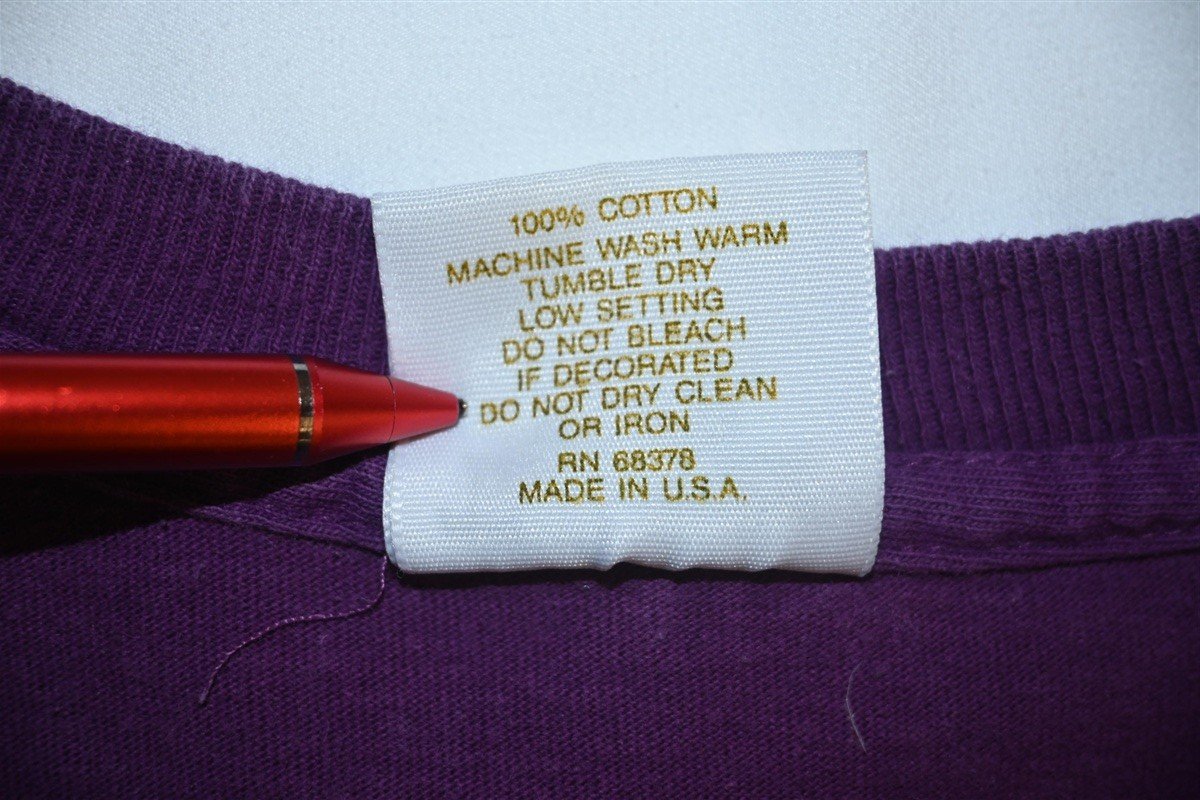 100% COTTON
MACHINE WASH WARM
TUMBLE DRY
LOW SETTING
DO NOT BLEACH
IF DECORATED
DO NOT DRY CLEAN
OR IRON
RN 68378
MADE IN U.S.A.